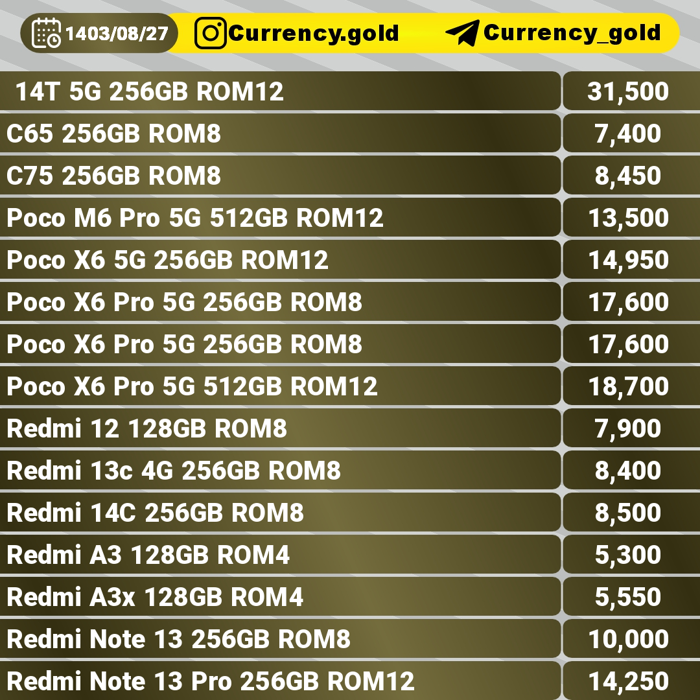 1403/08/27 Currency.gold Currency_gold
14T 5G 256GB ROM12 31,500
C65 256GB ROM8 7,400
C75 256GB ROM8 8,450
Poco M6 Pro 5G 512GB ROM12 13,500
Poco X6 5G 256GB ROM12 14,950
Poco X6 Pro 5G 256GB ROM8 17,600
Poco X6 Pro 5G 256GB ROM8 17,600
Poco X6 Pro 5G 512GB ROM12 18,700
Redmi 12 128GB ROM8 7,900
Redmi 13c 4G 256GB ROM8 8,400
Redmi 14C 256GB ROM8 8,500
Redmi A3 128GB ROM4 5,300
Redmi A3x 128GB ROM4 5,550
Redmi Note 13 256GB ROM8 10,000
Redmi Note 13 Pro 256GB ROM12 14,250